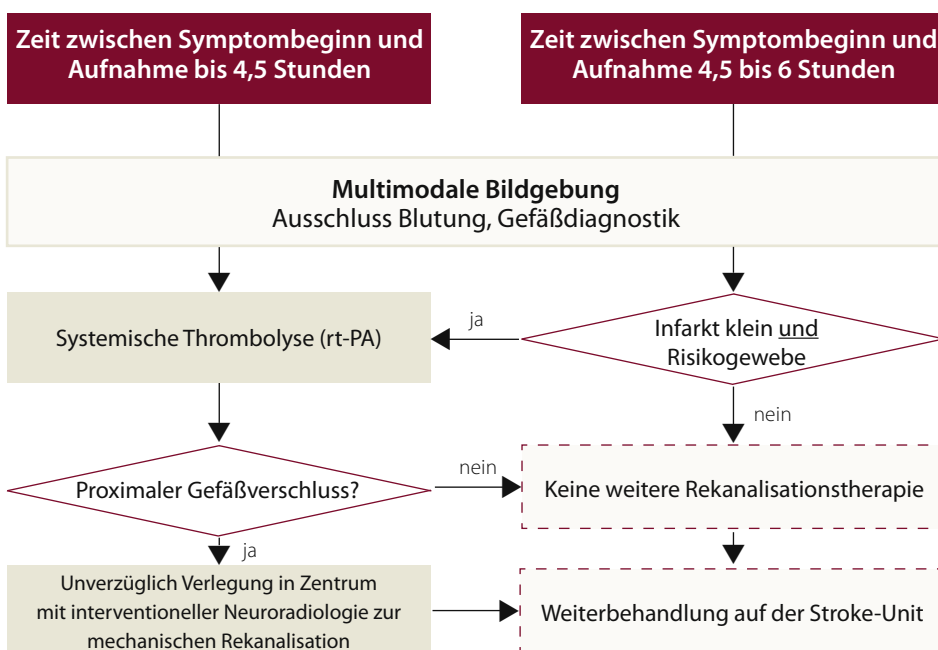 Zeit zwischen Symptombeginn und
Aufnahme bis 4,5 Stunden
Zeit zwischen Symptombeginn und
Aufnahme 4,5 bis 6 Stunden
Multimodale Bildgebung
Ausschluss Blutung, Gefäßdiagnostik
Systemische Thrombolyse (rt-PA)
ja
Infarkt klein und
Risikogewebe
nein
Proximaler Gefäßverschluss?
nein
Keine weitere Rekanalisationstherapie
ja
Unverzüglich Verlegung in Zentrum
mit interventioneller Neuroradiologie zur
mechanischen Rekanalisation
Weiterbehandlung auf der Stroke-Unit